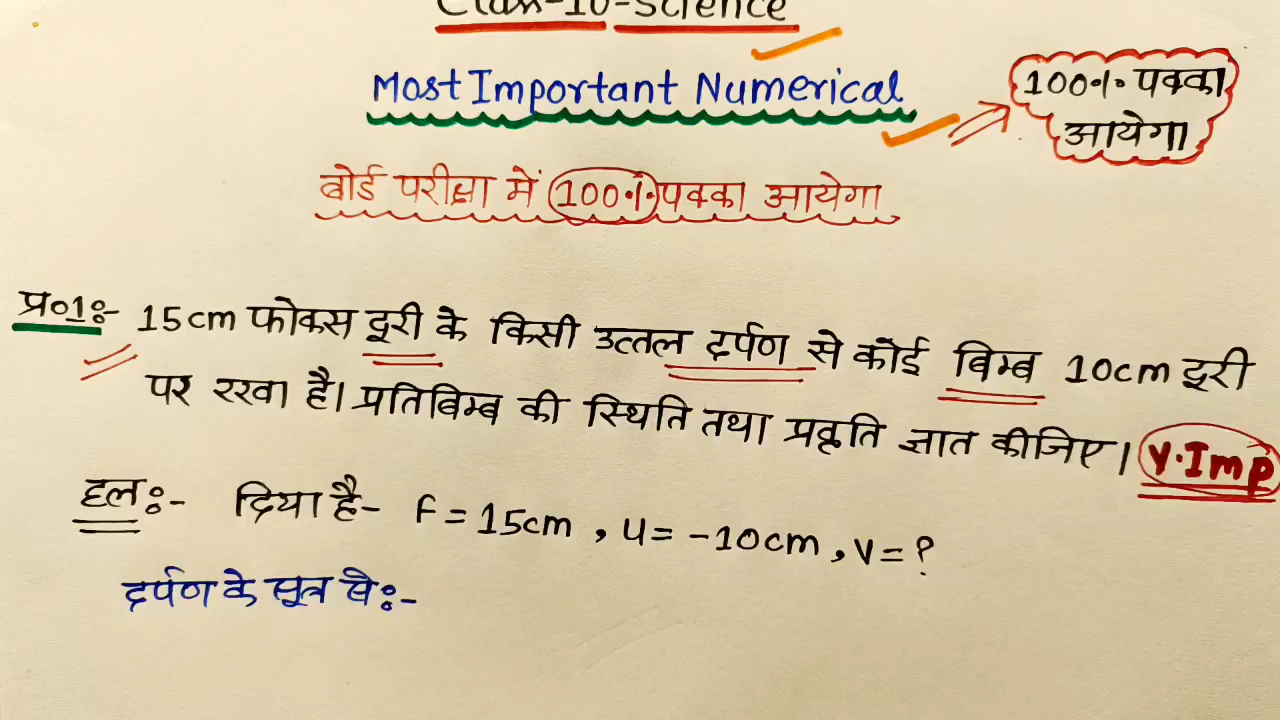 Class-10-Science
Most Important Numerical
100% पक्का
आयेगा
बोर्ड परीक्षा में 100% पक्का आयेगा
प्र०1:- 15cm फोकस दूरी के किसी उत्तल दर्पण से कोई बिम्ब 10cm दूरी
पर रखा है। प्रतिबिम्ब की स्थिति तथा प्रकृति ज्ञात कीजिए। V.Imp
हल:- दिया है- f = 15cm , u = -10cm , v = ?
दर्पण के सूत्र से:-